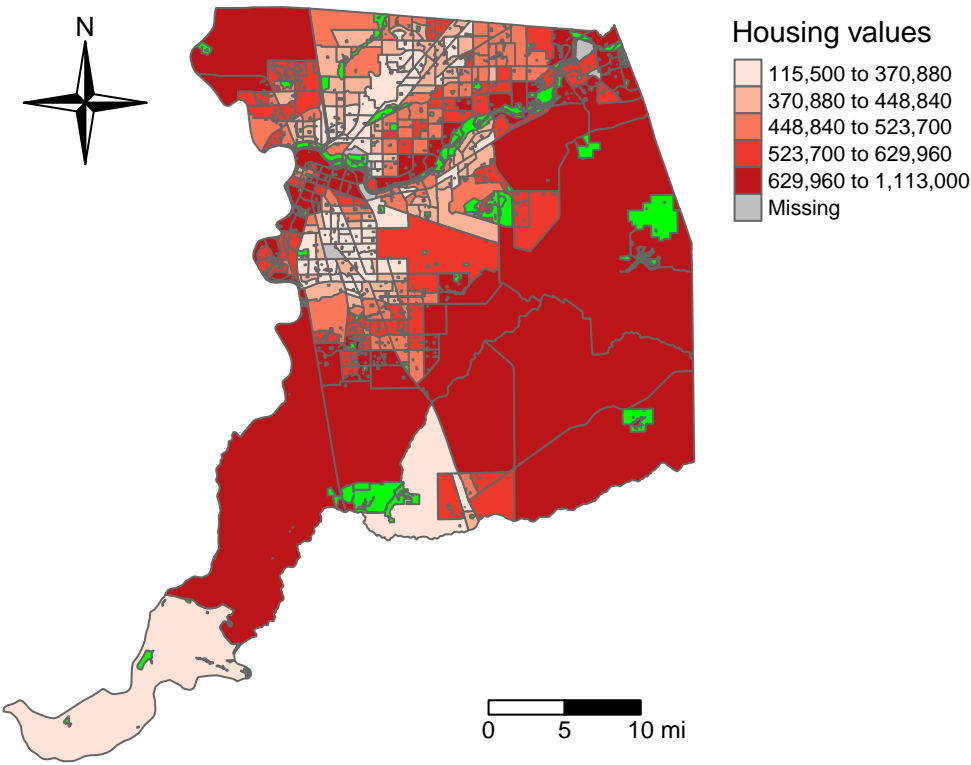 N
Housing values
115,500 to 370,880
370,880 to 448,840
448,840 to 523,700
523,700 to 629,960
629,960 to 1,113,000
Missing
0 5 10 mi